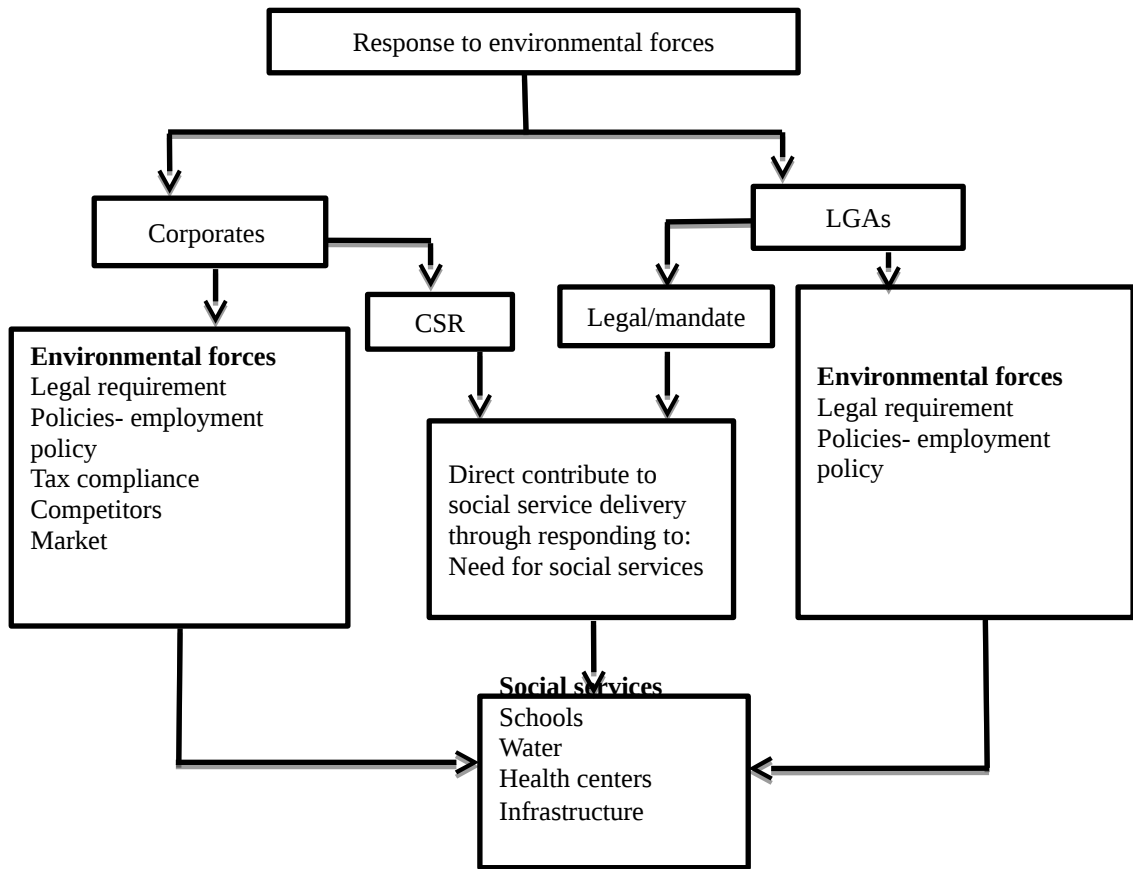 Response to environmental forces
Corporates
LGAs
CSR
Legal/mandate
Environmental forces
Legal requirement
Policies- employment
policy
Tax compliance
Competitors
Market
Direct contribute to
social service delivery
through responding to:
Need for social services
Environmental forces
Legal requirement
Policies- employment
policy
Social services
Schools
Water
Health centers
Infrastructure